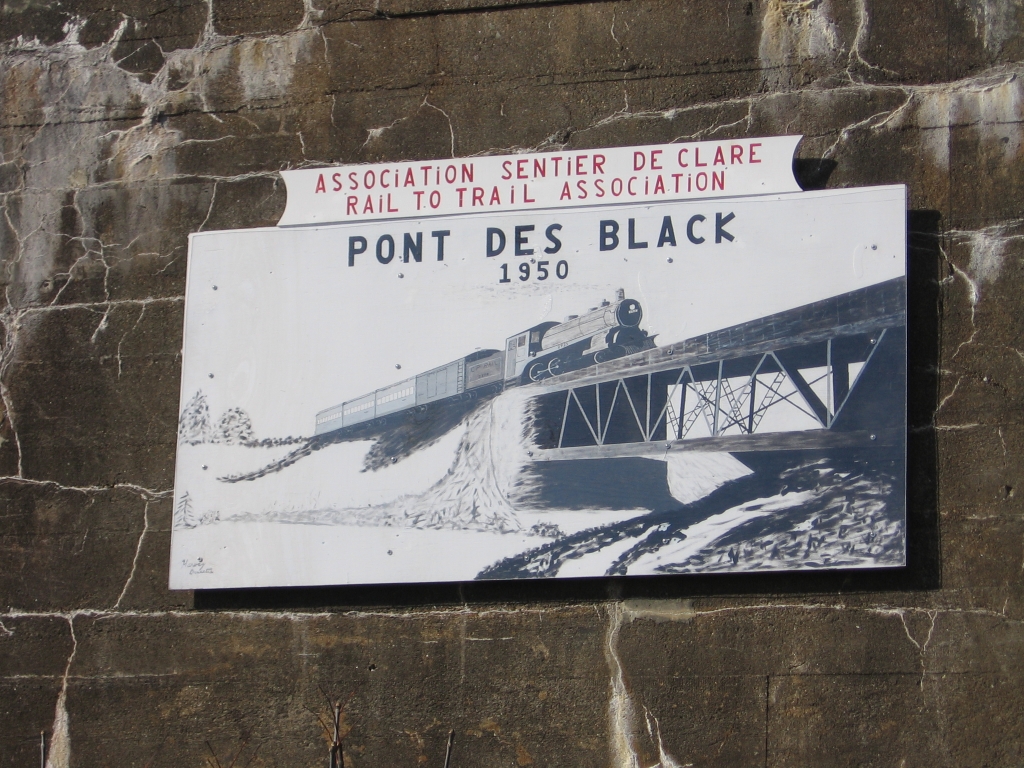 ASSOCIATION SENTIER DE CLARE
RAIL TO TRAIL ASSOCIATION
PONT DES BLACK
1950